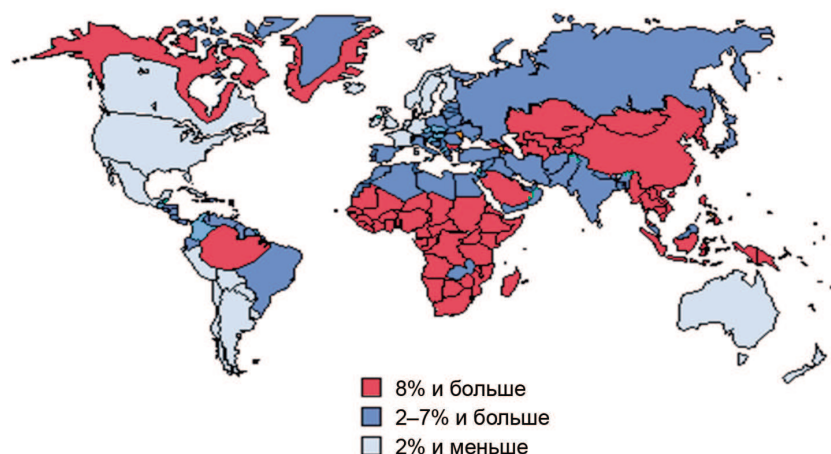 8% и больше
2–7% и больше
2% и меньше